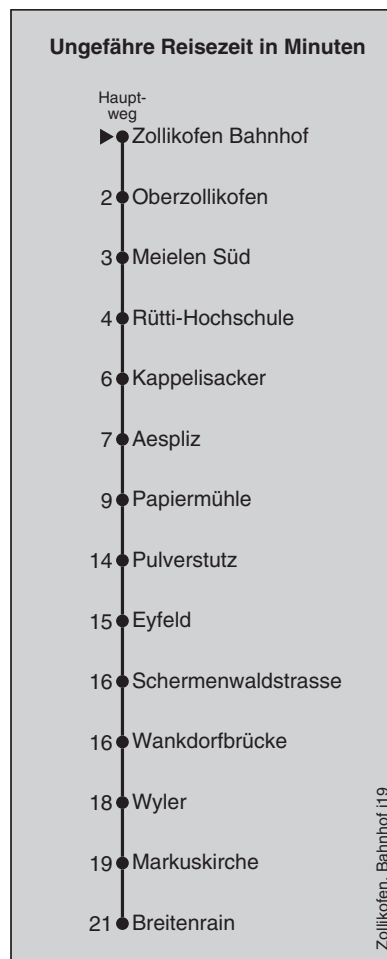 Ungefähre Reisezeit in Minuten
Haupt-
weg
Zollikofen Bahnhof
2 Oberzollikofen
3 Meielen Süd
4 Rütti-Hochschule
6 Kappelisacker
7 Aespliz
9 Papiermühle
14 Pulverstutz
15 Eyfeld
16 Schermenwaldstrasse
16 Wankdorfbrücke
18 Wyler
19 Markuskirche
21 Breitenrain
Zollikofen, Bahnhof j19